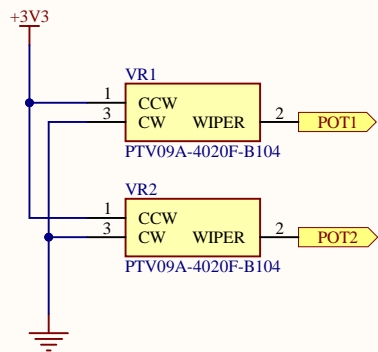 +3V3
VR1
1 CCW
3 CW WIPER 2 POT1
PTV09A-4020F-B104
VR2
1 CCW
3 CW WIPER 2 POT2
PTV09A-4020F-B104